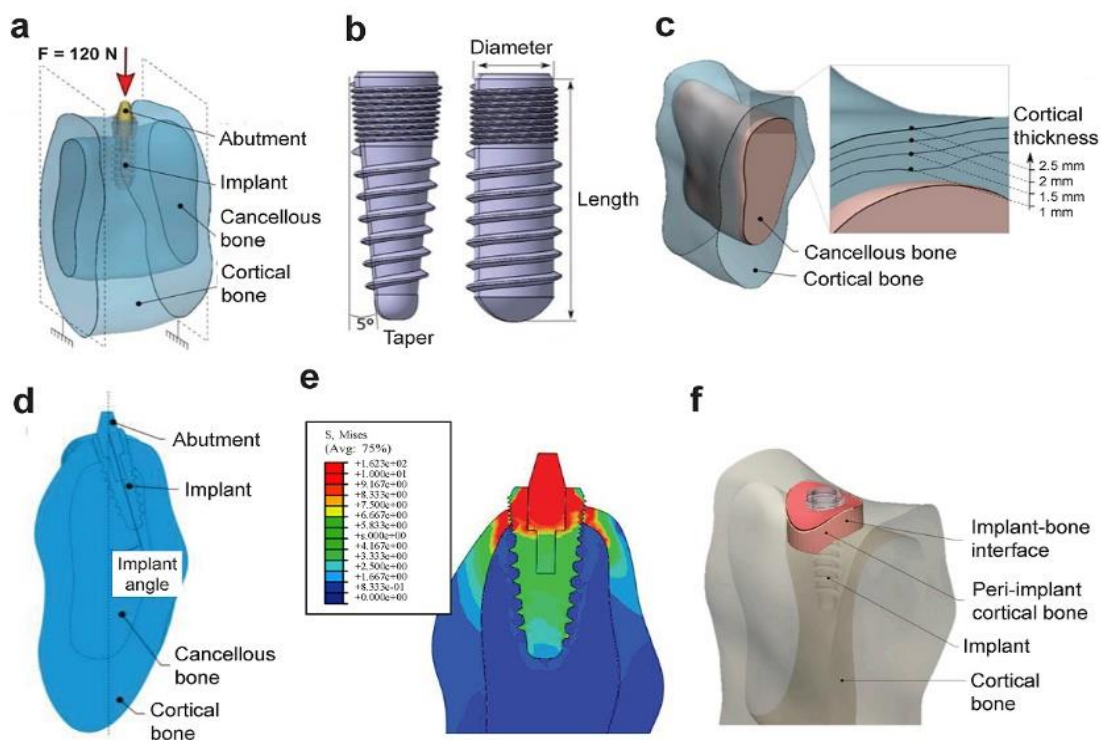 a
F = 120 N
Abutment
Implant
Cancellous
bone
Cortical
bone
b
Diameter
Length
5º
Taper
c
Cortical
thickness
2.5 mm
2 mm
1.5 mm
1 mm
Cancellous bone
Cortical bone
d
Abutment
Implant
Implant
angle
Cancellous
bone
Cortical
bone
e
S, Mises
(Avg: 75%)
+1.623e+02
+1.000e+01
+9.167e+00
+8.333e+00
+7.500e+00
+6.667e+00
+5.833e+00
+s.000e+00
+4.167e+00
+3.333e+00
+2.500e+00
+1.667e+00
+8.333e-01
+0.000e+00
f
Implant-bone
interface
Peri-implant
cortical bone
Implant
Cortical
bone